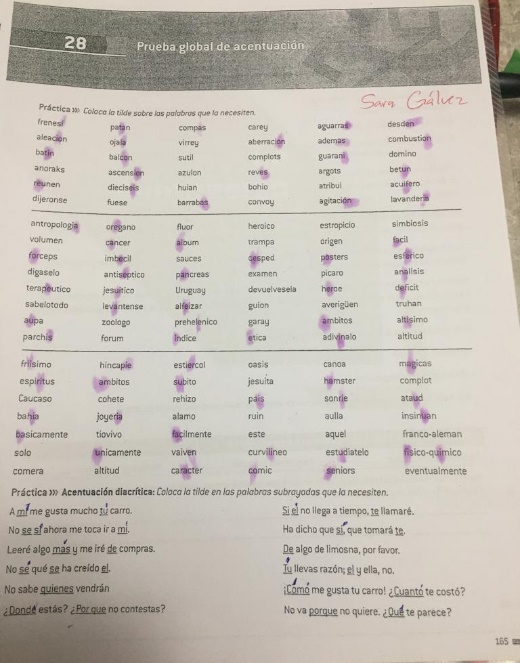 28 Prueba global de acentuación
Sara Gálvez
Práctica >>> Coloca la tilde sobre las palabras que la necesiten.
frenesi patan compas carey aguarras desden
aleacion ojala virrey aberracion ademas combustion
batin balcon sutil complots guarani domino
anoraks ascension azulon reves argots betun
reunen dieciseis huian bohio atribui acuifero
dijeronse fuese barrabas convoy agitacion lavanderia
antropologia oregano fluor heroico estropicio simbiosis
volumen cancer album trampa origen facil
forceps imbecil sauces cesped posters esferico
digaselo antiseptico pancreas examen picaro analisis
terapeutico jesuitico Uruguay devuelvesela heroe deficit
sabelotodo levantense alfeizar guion averigüen truhan
aupa zoologo prehelenico garay ambitos altisimo
parchis forum indice etica adivinalo altitud
friisimo hincapie estiercol oasis canoa magicas
espiritus ambitos subito jesuita hamster complot
Caucaso cohete rehizo pais sonrie ataud
bahia joyeria alamo ruin aulla insinuan
basicamente tiovivo facilmente este aquel franco-aleman
solo unicamente vaiven curvilineo estudiatelo fisico-quimico
comera altitud caracter comic seniors eventualmente
Práctica >>> Acentuación diacrítica: Coloca la tilde en las palabras subrayadas que la necesiten.
A mí me gusta mucho tú carro. Si él no llega a tiempo, te llamaré.
No se sí ahora me toca ir a mí. Ha dicho que sí, que tomará te.
Leeré algo más y me iré de compras. De algo de limosna, por favor.
No sé qué se ha creído el. Tú llevas razón; el y ella, no.
No sabe quienes vendrán ¡Cómo me gusta tu carro! ¿Cuantó te costó?
¿Dondé estás? ¿Por que no contestas? No va porque no quiere. ¿Qué te parece?
165